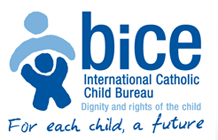 bice
International Catholic
Child Bureau
Dignity and rights of the child
For each child, a future